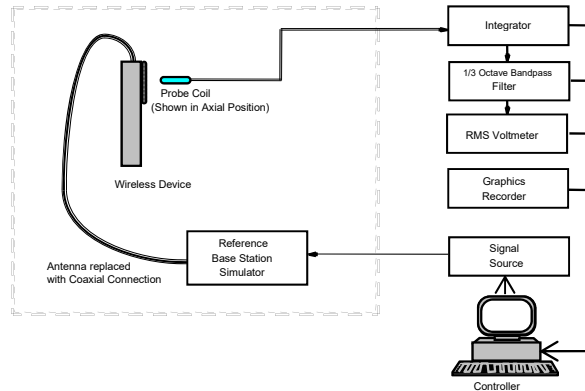 Integrator
1/3 Octave Bandpass
Filter
RMS Voltmeter
Graphics
Recorder
Probe Coil
(Shown in Axial Position)
Wireless Device
Reference
Base Station
Simulator
Antenna replaced
with Coaxial Connection
Signal
Source
Controller